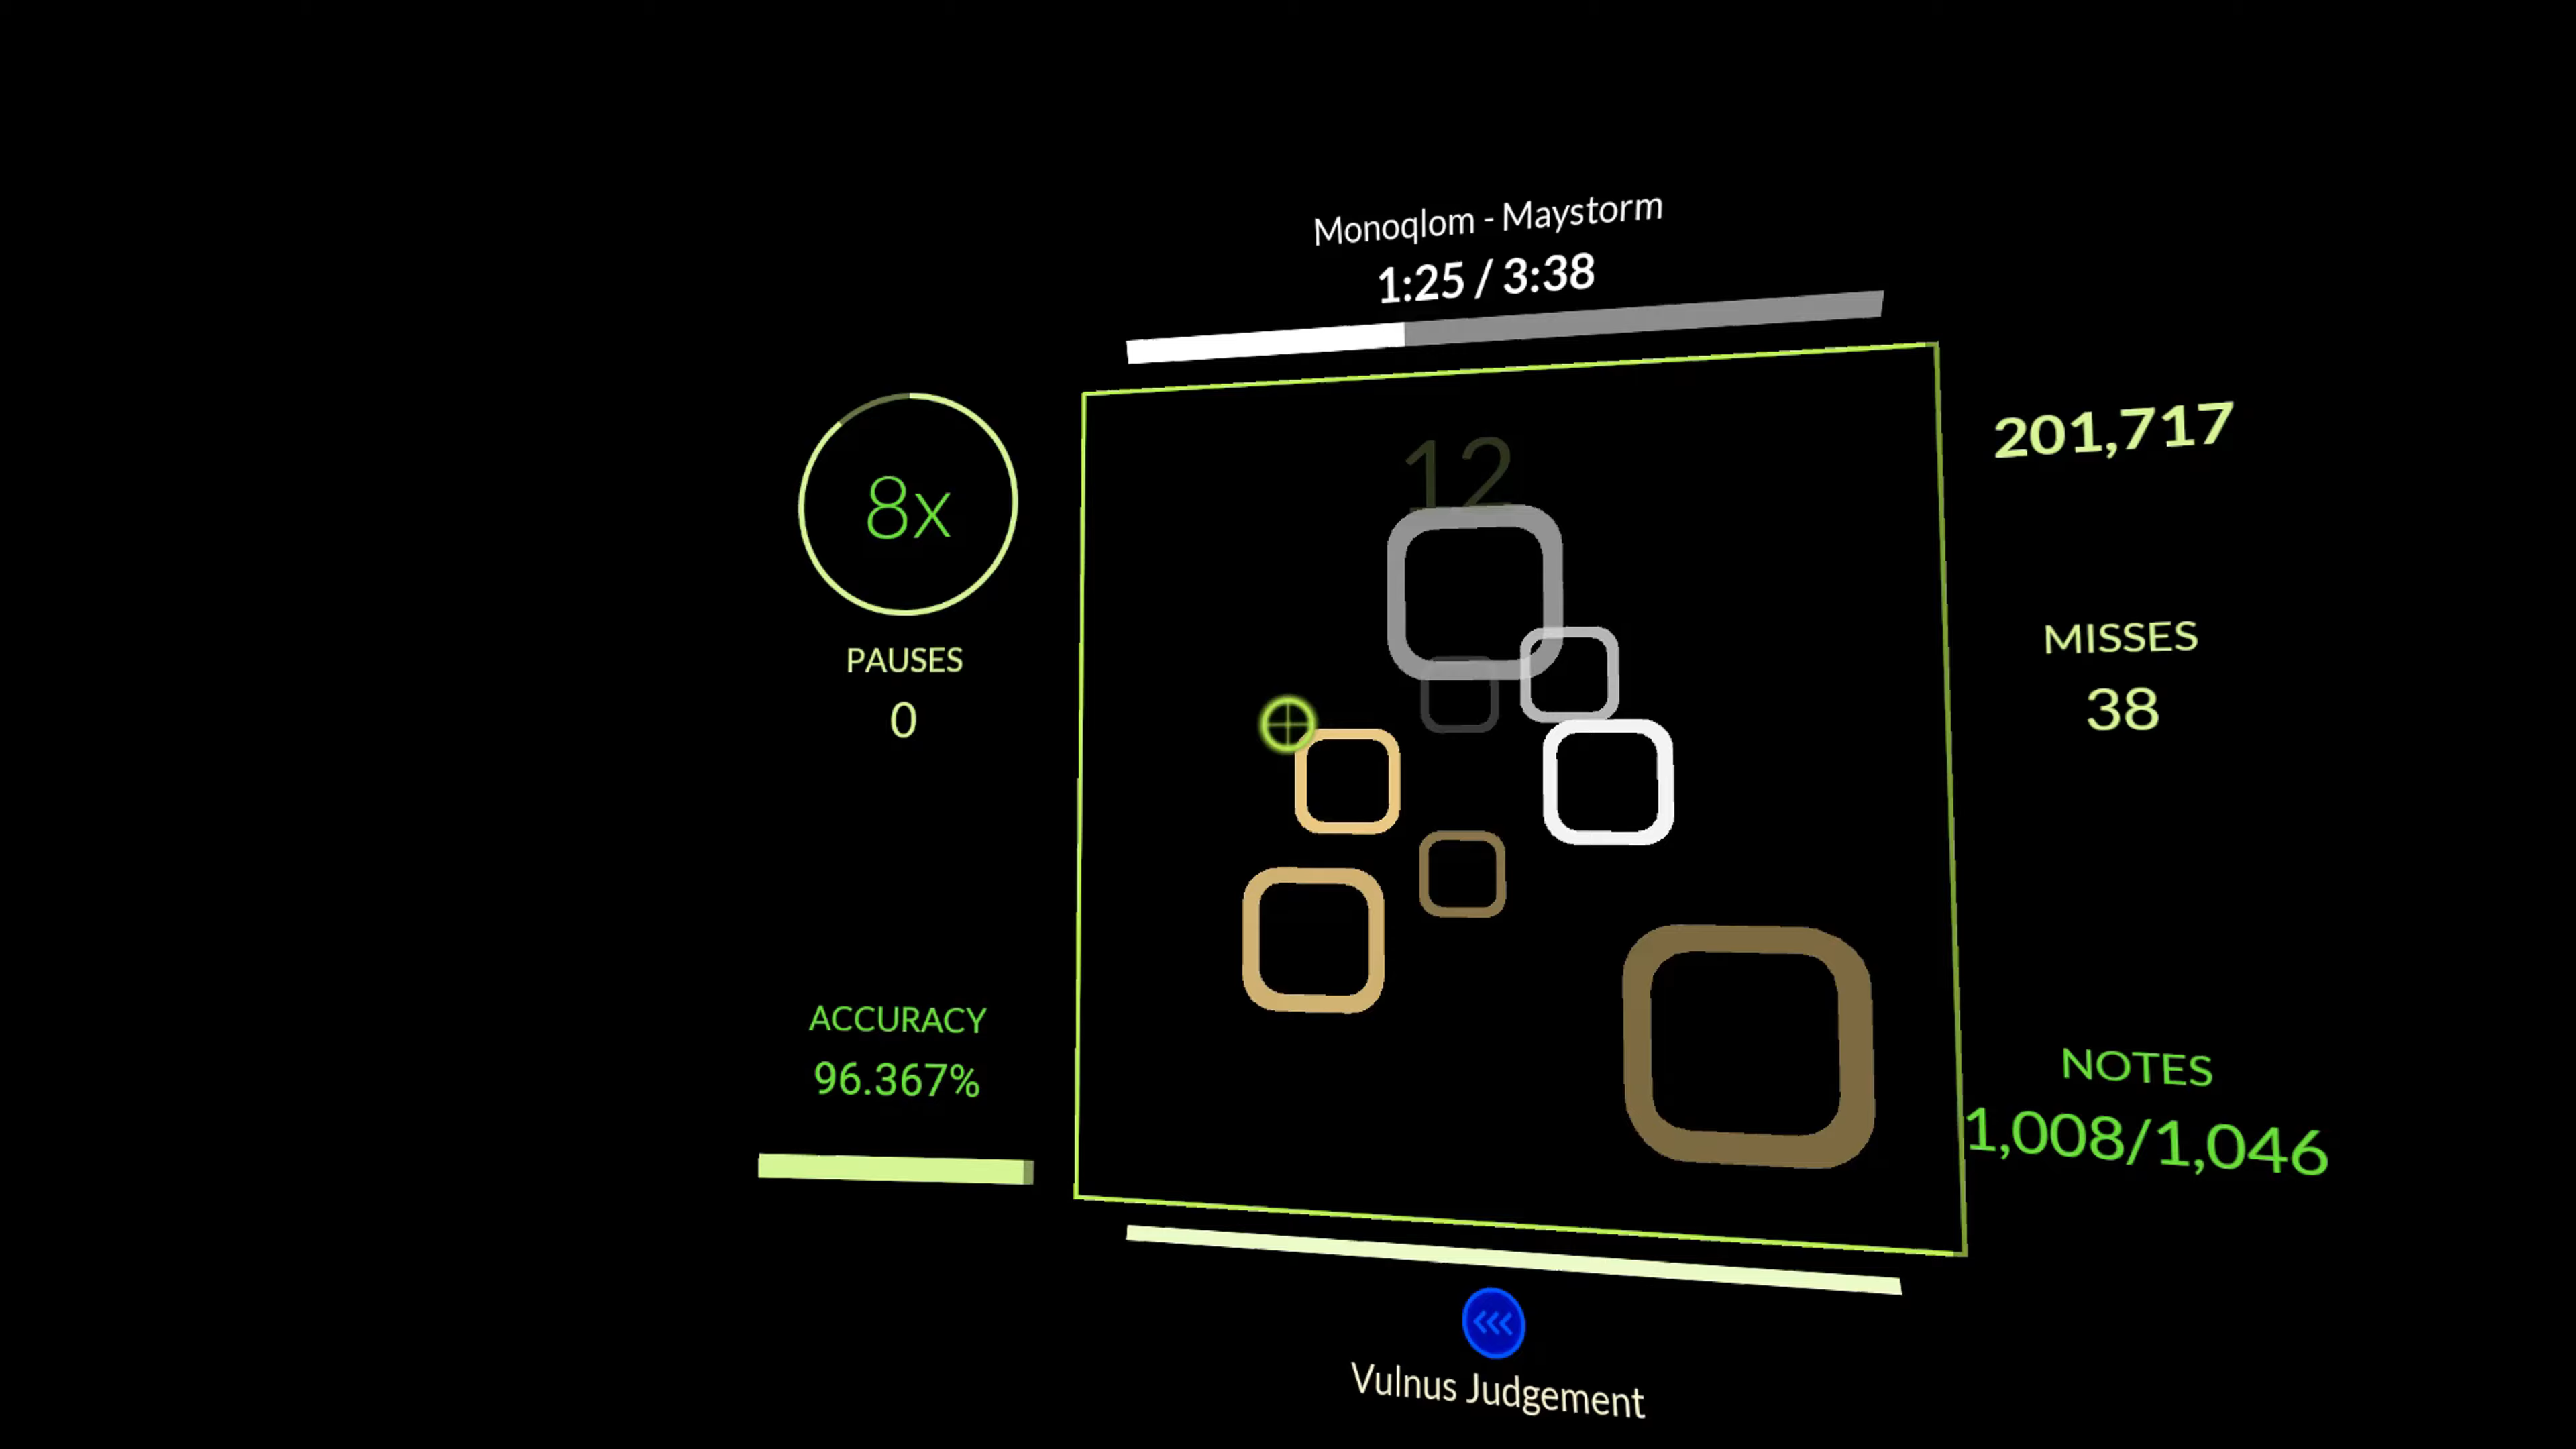 Monoqlom - Maystorm
1:25 / 3:38
201,717
12
8x
PAUSES
0
MISSES
38
ACCURACY
96.367%
NOTES
1,008/1,046
Vulnus Judgement